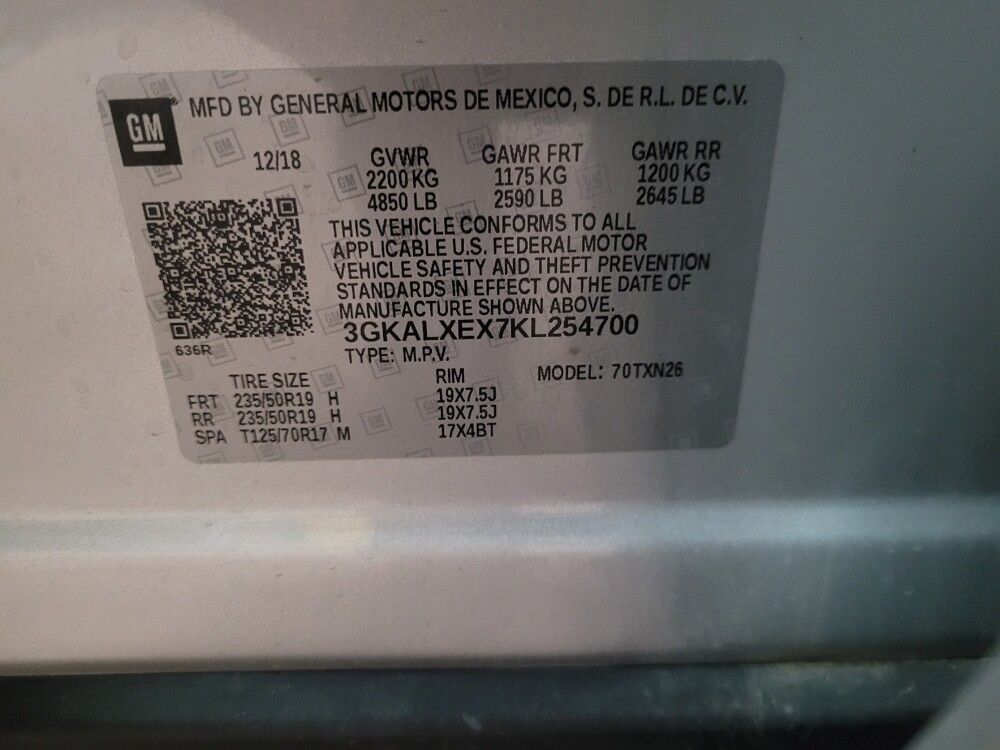 GM
MFD BY GENERAL MOTORS DE MEXICO, S. DE R.L. DE C.V.
12/18 GVWR GAWR FRT GAWR RR
2200 KG 1175 KG 1200 KG
4850 LB 2590 LB 2645 LB
THIS VEHICLE CONFORMS TO ALL
APPLICABLE U.S. FEDERAL MOTOR
VEHICLE SAFETY AND THEFT PREVENTION
STANDARDS IN EFFECT ON THE DATE OF
MANUFACTURE SHOWN ABOVE.
3GKALXEX7KL254700
636R
TYPE: M.P.V. MODEL: 70TXN26
TIRE SIZE RIM
FRT 235/50R19 H 19X7.5J
RR 235/50R19 H 19X7.5J
SPA T125/70R17 M 17X4BT